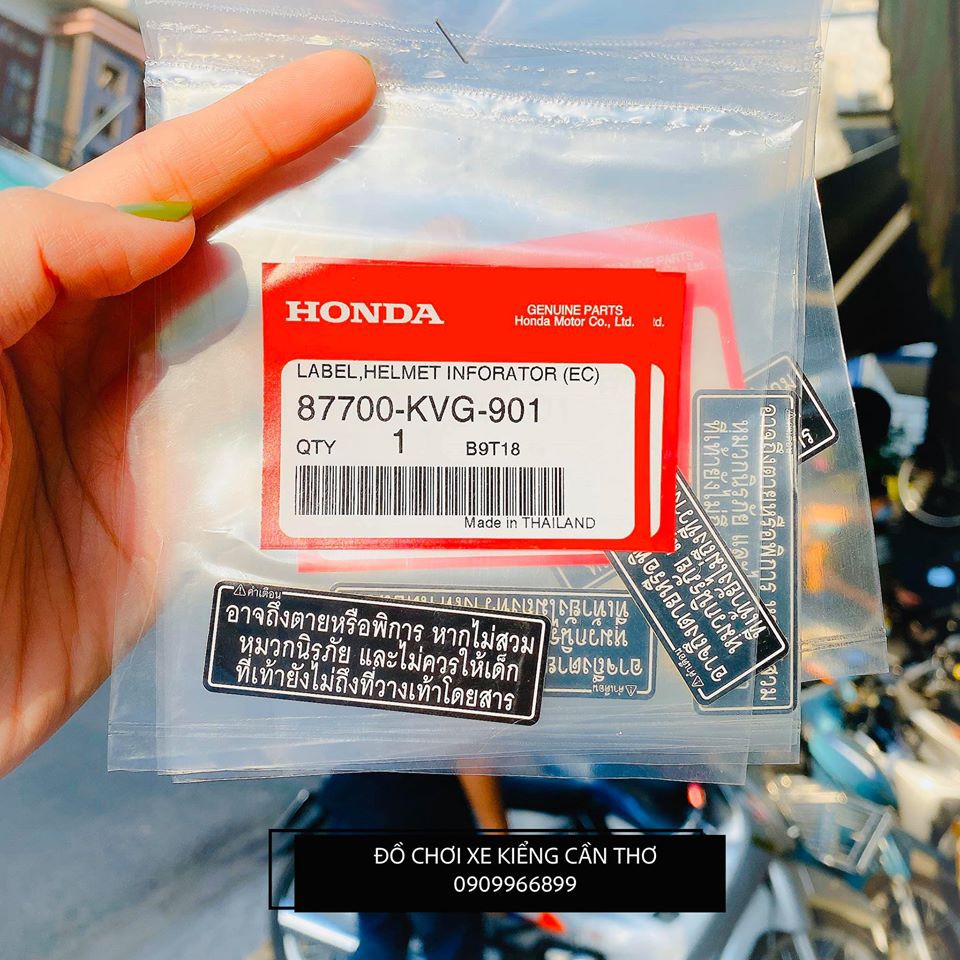 HONDA
GENUINE PARTS
Honda Motor Co., Ltd.
td.
LABEL,HELMET INFORATOR (EC)
87700-KVG-901
QTY 1 B9T18
Made in THAILAND
⚠คำเตือน
อาจถึงตายหรือพิการ หากไม่สวม
หมวกนิรภัย และไม่ควรให้เด็ก
ที่เท้ายังไม่ถึงที่วางเท้าโดยสาร
ĐỒ CHƠI XE KIỂNG CẦN THƠ
0909966899